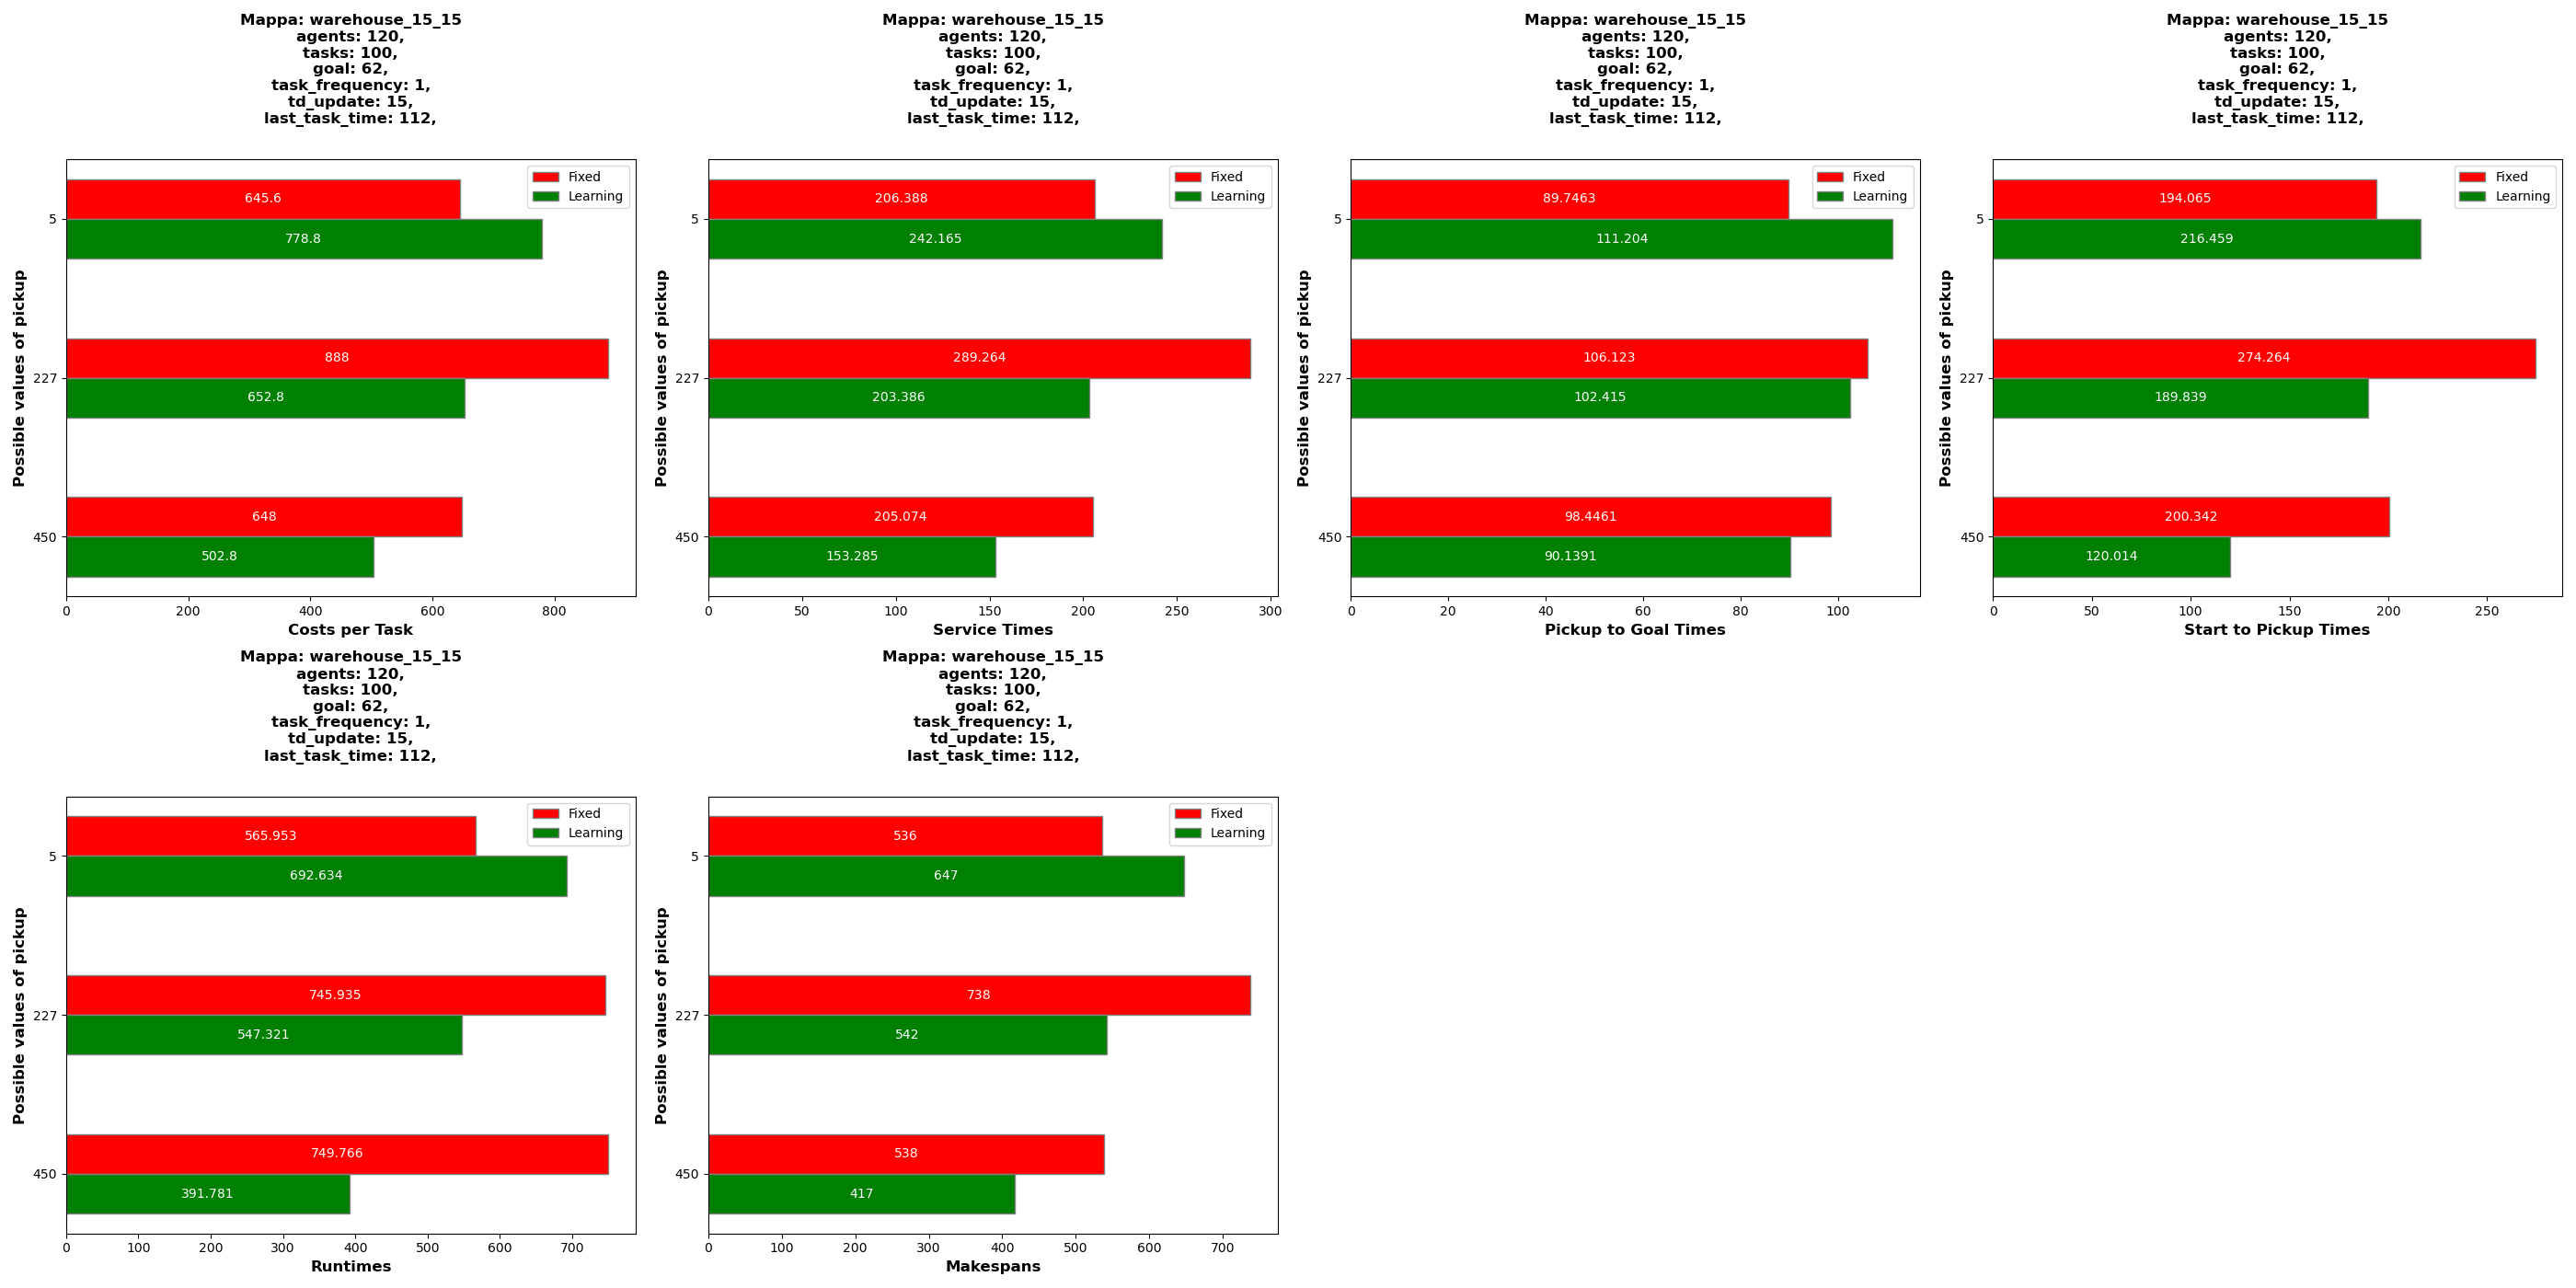 Mappa: warehouse_15_15
agents: 120,
tasks: 100,
goal: 62,
task_frequency: 1,
td_update: 15,
last_task_time: 112,
Fixed
Learning
Possible values of pickup
5
645.6
778.8
227
888
652.8
450
648
502.8
0 200 400 600 800
Costs per Task
Mappa: warehouse_15_15
agents: 120,
tasks: 100,
goal: 62,
task_frequency: 1,
td_update: 15,
last_task_time: 112,
Fixed
Learning
Possible values of pickup
5
206.388
242.165
227
289.264
203.386
450
205.074
153.285
0 50 100 150 200 250 300
Service Times
Mappa: warehouse_15_15
agents: 120,
tasks: 100,
goal: 62,
task_frequency: 1,
td_update: 15,
last_task_time: 112,
Fixed
Learning
Possible values of pickup
5
89.7463
111.204
227
106.123
102.415
450
98.4461
90.1391
0 20 40 60 80 100
Pickup to Goal Times
Mappa: warehouse_15_15
agents: 120,
tasks: 100,
goal: 62,
task_frequency: 1,
td_update: 15,
last_task_time: 112,
Fixed
Learning
Possible values of pickup
5
194.065
216.459
227
274.264
189.839
450
200.342
120.014
0 50 100 150 200 250
Start to Pickup Times
Mappa: warehouse_15_15
agents: 120,
tasks: 100,
goal: 62,
task_frequency: 1,
td_update: 15,
last_task_time: 112,
Fixed
Learning
Possible values of pickup
5
565.953
692.634
227
745.935
547.321
450
749.766
391.781
0 100 200 300 400 500 600 700
Runtimes
Mappa: warehouse_15_15
agents: 120,
tasks: 100,
goal: 62,
task_frequency: 1,
td_update: 15,
last_task_time: 112,
Fixed
Learning
Possible values of pickup
5
536
647
227
738
542
450
538
417
0 100 200 300 400 500 600 700
Makespans